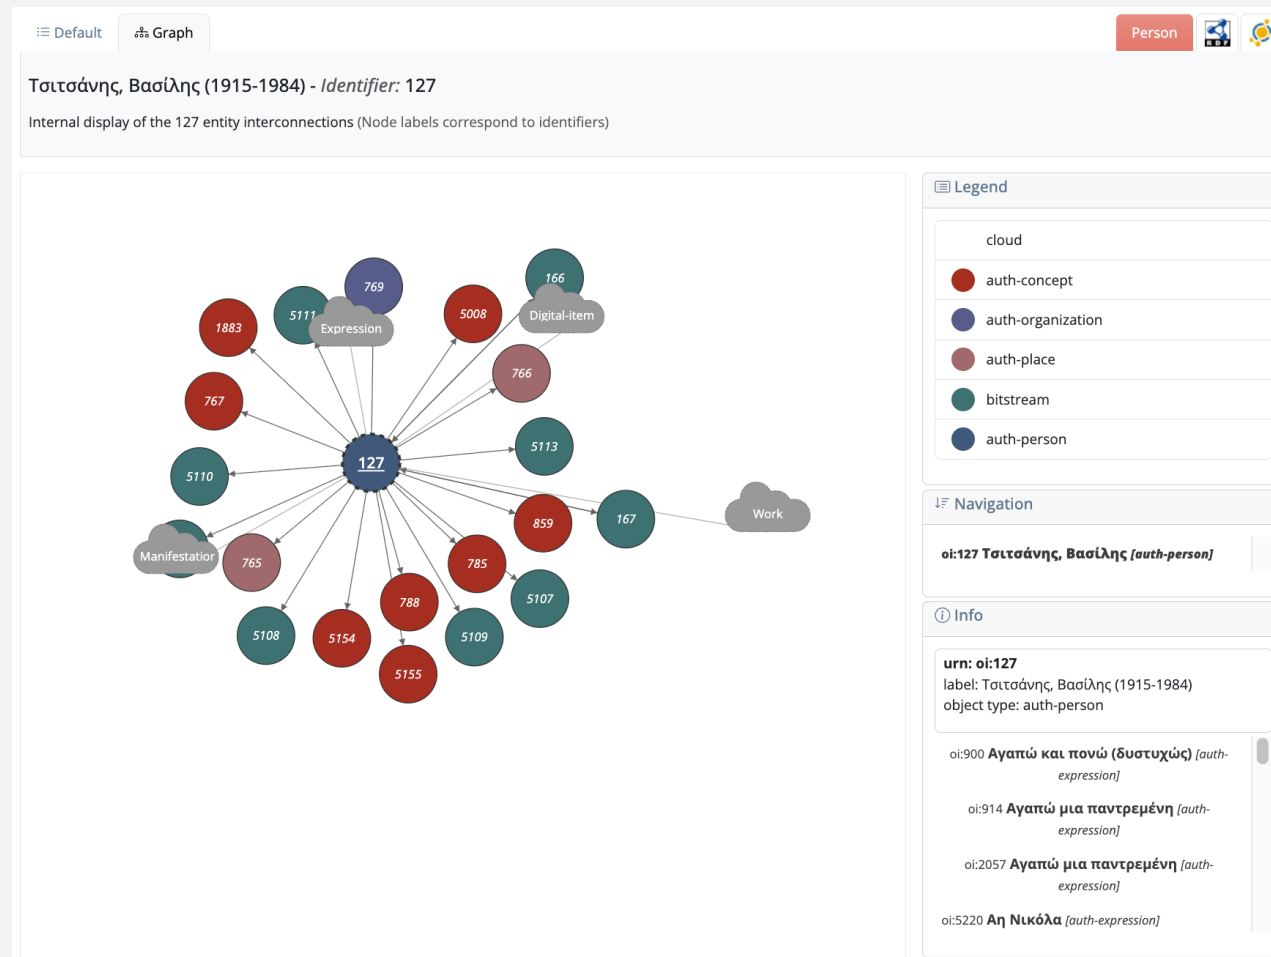 Default
Graph
Person
RDF
Τσιτσάνης, Βασίλης (1915-1984) - Identifier: 127
Internal display of the 127 entity interconnections (Node labels correspond to identifiers)
769
166
5111
Expression
5008
Digital-item
1883
766
767
5113
127
5110
Work
167
859
Manifestation
765
785
788
5107
5108
5154
5109
5155
Legend
cloud
auth-concept
auth-organization
auth-place
bitstream
auth-person
Navigation
oi:127 Τσιτσάνης, Βασίλης [auth-person]
Info
urn: oi:127
label: Τσιτσάνης, Βασίλης (1915-1984)
object type: auth-person
oi:900 Αγαπώ και πονώ (δυστυχώς) [auth-
expression]
oi:914 Αγαπώ μια παντρεμένη [auth-
expression]
oi:2057 Αγαπώ μια παντρεμένη [auth-
expression]
oi:5220 Αη Νικόλα [auth-expression]